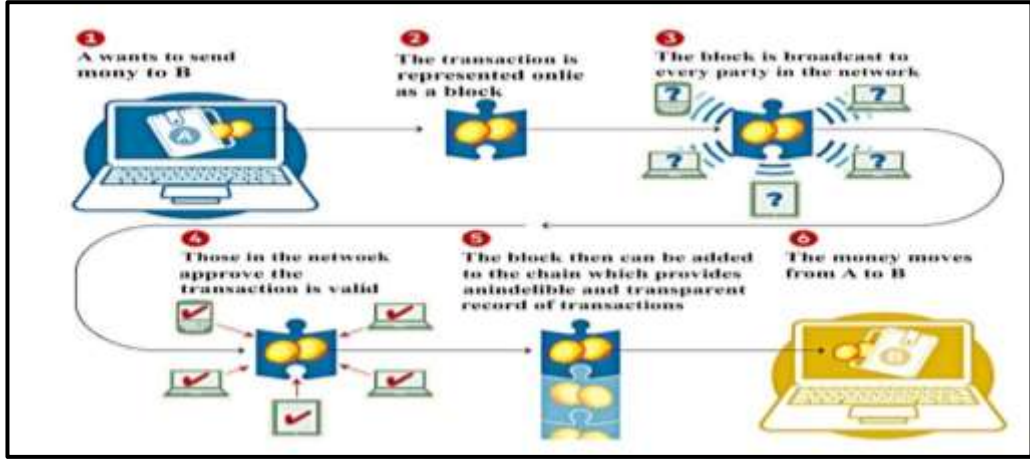 1
A wants to send
mony to B
2
The transaction is
represented onlie
as a block
3
The block is broadcast to
every party in the network
A
?
?
?
?
?
4
Those in the netwoek
approve the
transaction is valid
5
The block then can be added
to the chain which provides
anindelible and transparent
record of transactions
6
The money moves
from A to B
B